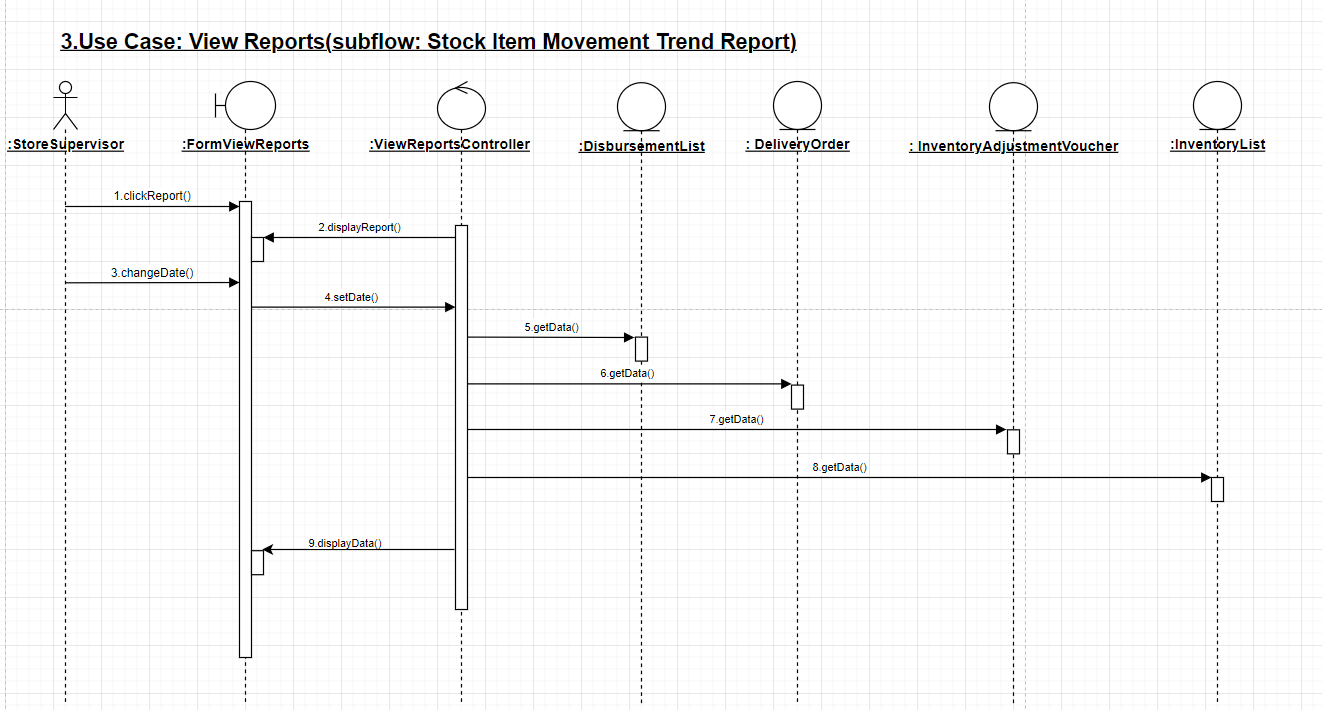 3.Use Case: View Reports(subflow: Stock Item Movement Trend Report)
:StoreSupervisor
:FormViewReports
:ViewReportsController
:DisbursementList
: DeliveryOrder
: InventoryAdjustmentVoucher
:InventoryList
1.clickReport()
2.displayReport()
3.changeDate()
4.setDate()
5.getData()
6.getData()
7.getData()
8.getData()
9.displayData()